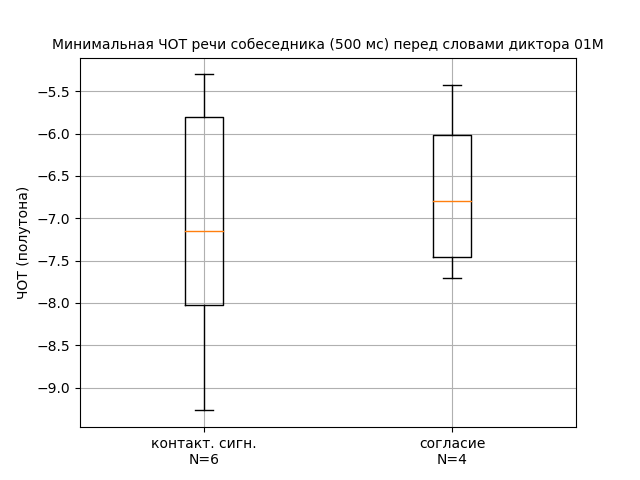 Минимальная ЧОТ речи собеседника (500 мс) перед словами диктора 01М
ЧОТ (полутона)
−5.5
−6.0
−6.5
−7.0
−7.5
−8.0
−8.5
−9.0
контакт. сигн.
N=6
согласие
N=4